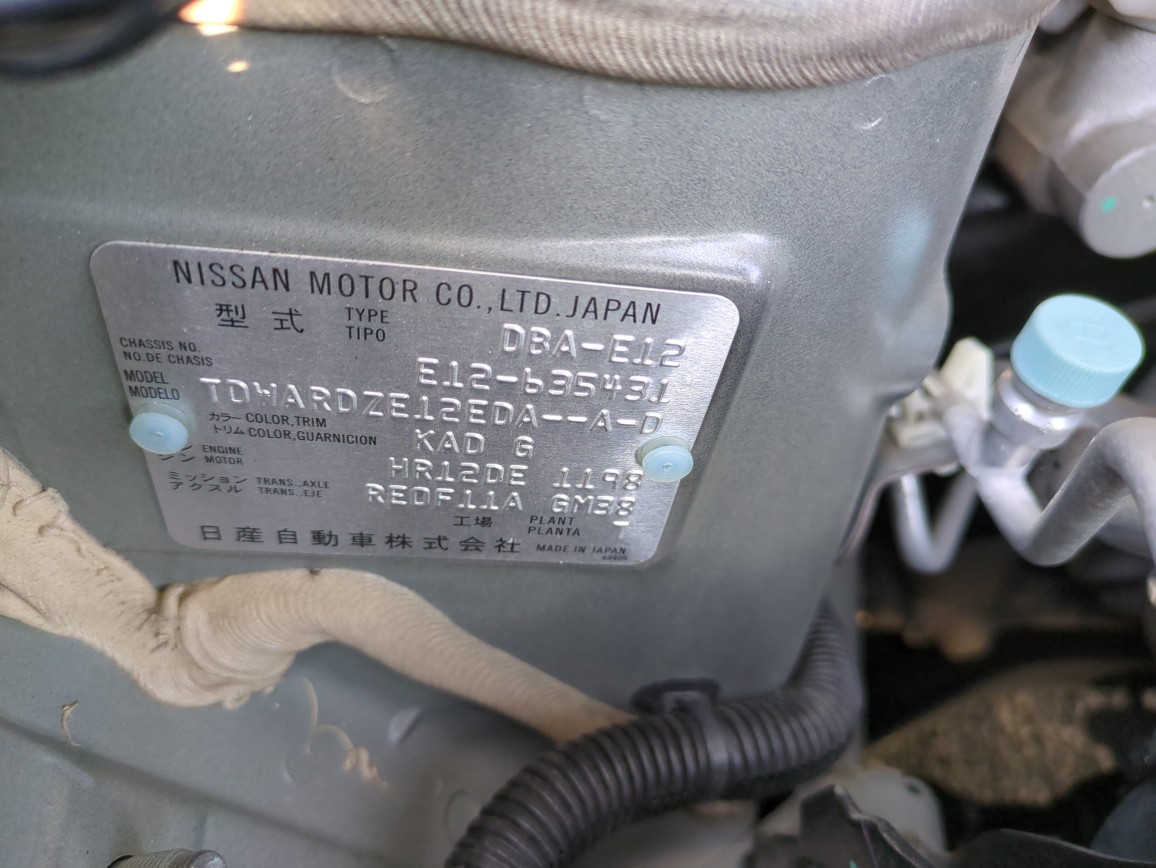 NISSAN MOTOR CO.,LTD.JAPAN
型式 TYPE TIPO DBA-E12
CHASSIS NO. NO.DE CHASIS E12-635431
MODEL MODELO TDWARDZE12EDA--A-D
カラー COLOR,TRIM
トリム COLOR,GUARNICION KAD G
ENGINE MOTOR HR12DE 1198
ミッション TRANS.,AXLE
アクスル TRANS.,EJE RE0F11A GM38
工場 PLANT PLANTA
日産自動車株式会社 MADE IN JAPAN